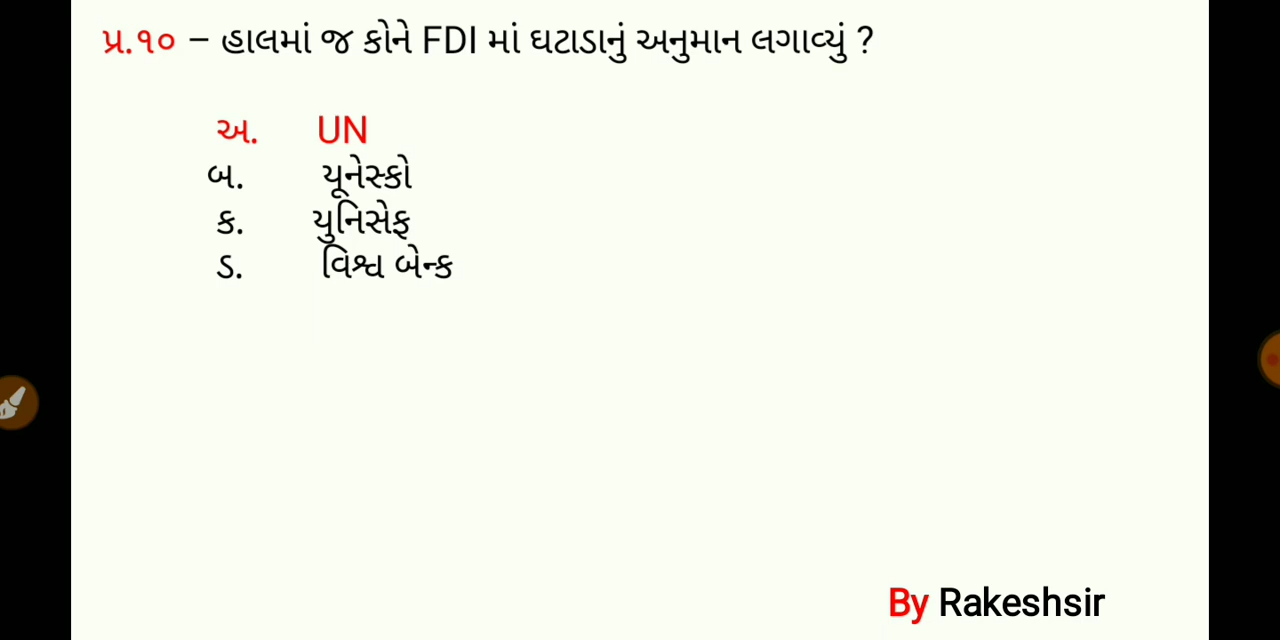 પ્ર.૧૦ – હાલમાં જ કોને FDI માં ઘટાડાનું અનુમાન લગાવ્યું ?
અ. UN
બ. યૂનેસ્કો
ક. યુનિસેફ
ડ. વિશ્વ બેન્ક
By Rakeshsir